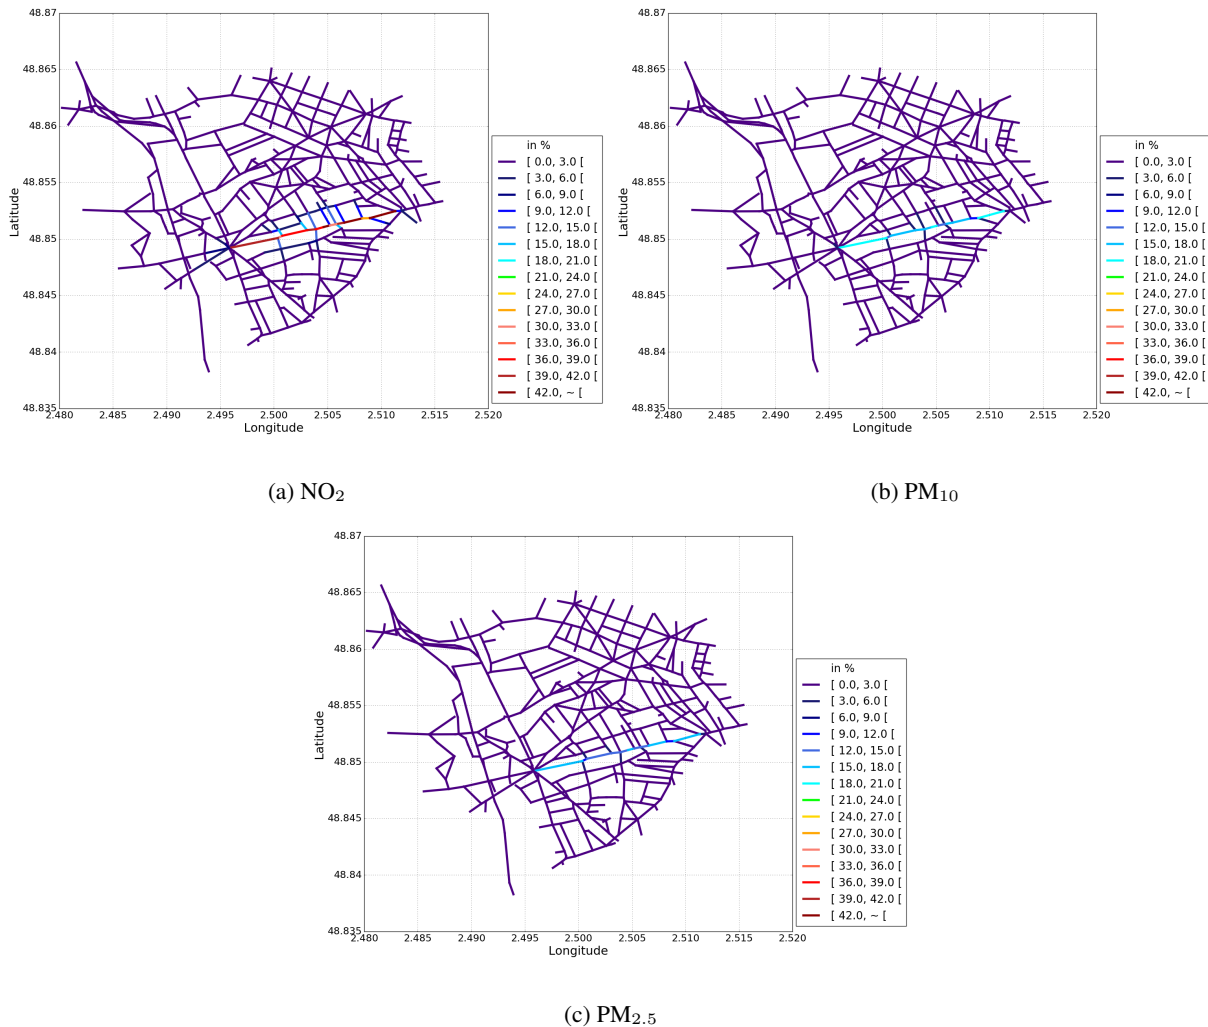 48.87
48.865
48.86
48.855
48.85
48.845
48.84
48.835
2.480 2.485 2.490 2.495 2.500 2.505 2.510 2.515 2.520
Latitude
Longitude
in %
[ 0.0, 3.0 [
[ 3.0, 6.0 [
[ 6.0, 9.0 [
[ 9.0, 12.0 [
[ 12.0, 15.0 [
[ 15.0, 18.0 [
[ 18.0, 21.0 [
[ 21.0, 24.0 [
[ 24.0, 27.0 [
[ 27.0, 30.0 [
[ 30.0, 33.0 [
[ 33.0, 36.0 [
[ 36.0, 39.0 [
[ 39.0, 42.0 [
[ 42.0, ~ [
(a) NO₂
48.87
48.865
48.86
48.855
48.85
48.845
48.84
48.835
2.480 2.485 2.490 2.495 2.500 2.505 2.510 2.515 2.520
Latitude
Longitude
in %
[ 0.0, 3.0 [
[ 3.0, 6.0 [
[ 6.0, 9.0 [
[ 9.0, 12.0 [
[ 12.0, 15.0 [
[ 15.0, 18.0 [
[ 18.0, 21.0 [
[ 21.0, 24.0 [
[ 24.0, 27.0 [
[ 27.0, 30.0 [
[ 30.0, 33.0 [
[ 33.0, 36.0 [
[ 36.0, 39.0 [
[ 39.0, 42.0 [
[ 42.0, ~ [
(b) PM₁₀
48.87
48.865
48.86
48.855
48.85
48.845
48.84
48.835
2.480 2.485 2.490 2.495 2.500 2.505 2.510 2.515 2.520
Latitude
Longitude
in %
[ 0.0, 3.0 [
[ 3.0, 6.0 [
[ 6.0, 9.0 [
[ 9.0, 12.0 [
[ 12.0, 15.0 [
[ 15.0, 18.0 [
[ 18.0, 21.0 [
[ 21.0, 24.0 [
[ 24.0, 27.0 [
[ 27.0, 30.0 [
[ 30.0, 33.0 [
[ 33.0, 36.0 [
[ 36.0, 39.0 [
[ 39.0, 42.0 [
[ 42.0, ~ [
(c) PM₂.₅